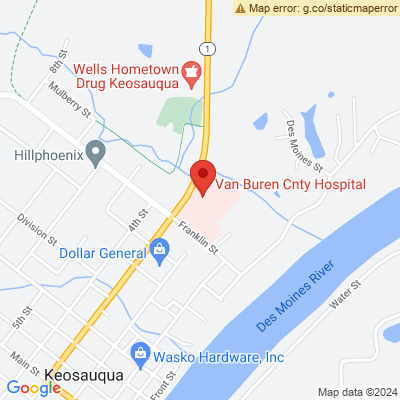 Map error: g.co/staticmaperror
1
8th St
Wells Hometown
Drug Keosauqua
Mulberry St
Des Moines St
Hillphoenix
Van Buren Cnty Hospital
4th St
Division St
Franklin St
Dollar General
Des Moines River
Water St
5th St
Main St
Wasko Hardware, Inc
Keosauqua
Front St
Google
Map data ©2024